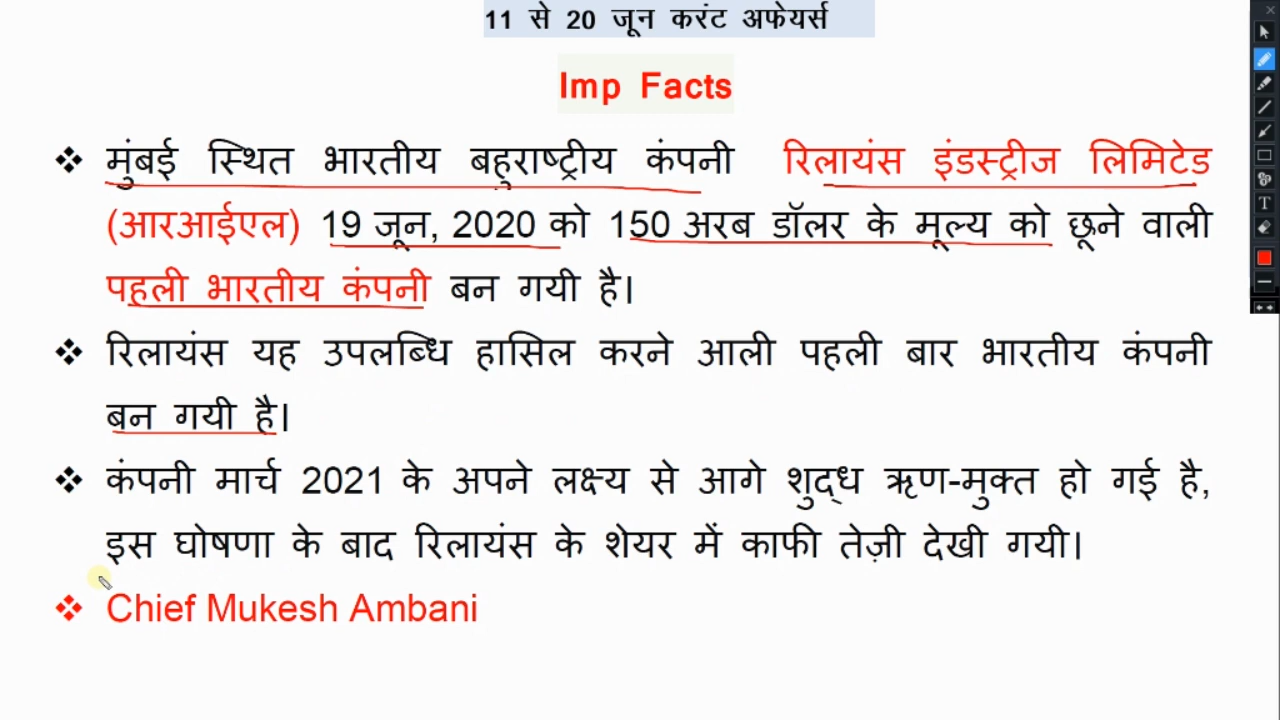 11 से 20 जून करंट अफेयर्स
Imp Facts
❖ मुंबई स्थित भारतीय बहुराष्ट्रीय कंपनी रिलायंस इंडस्ट्रीज लिमिटेड
(आरआईएल) 19 जून, 2020 को 150 अरब डॉलर के मूल्य को छूने वाली
पहली भारतीय कंपनी बन गयी है।
❖ रिलायंस यह उपलब्धि हासिल करने आली पहली बार भारतीय कंपनी
बन गयी है।
❖ कंपनी मार्च 2021 के अपने लक्ष्य से आगे शुद्ध ऋण-मुक्त हो गई है,
इस घोषणा के बाद रिलायंस के शेयर में काफी तेज़ी देखी गयी।
❖ Chief Mukesh Ambani